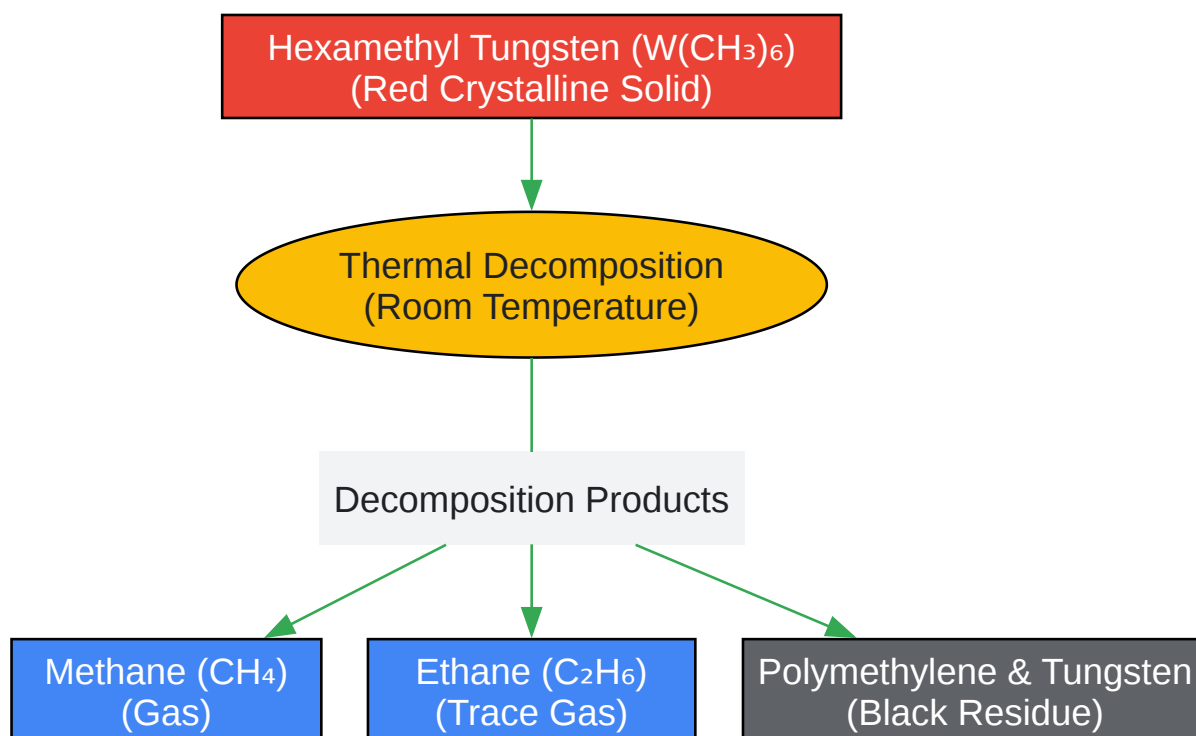 Hexamethyl Tungsten (W(CH₃)₆)
(Red Crystalline Solid)
Thermal Decomposition
(Room Temperature)
Decomposition Products
Methane (CH₄)
(Gas)
Ethane (C₂H₆)
(Trace Gas)
Polymethylene & Tungsten
(Black Residue)